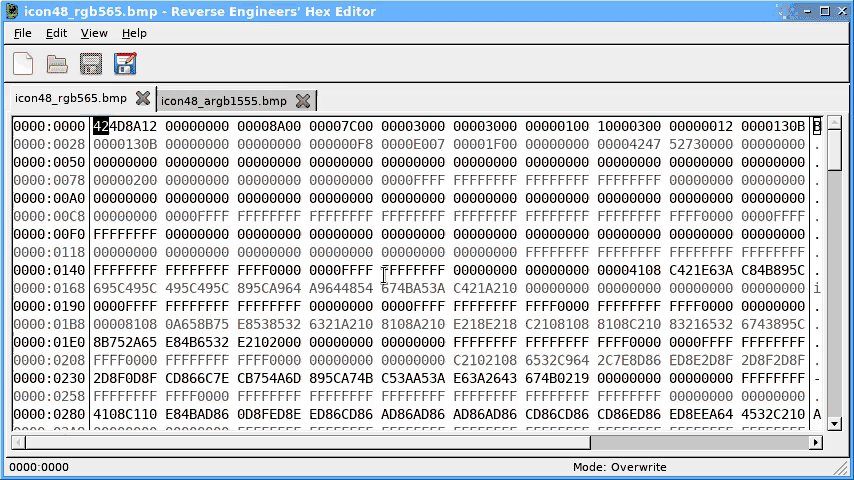 icon48_rgb565.bmp - Reverse Engineers' Hex Editor
File Edit View Help
icon48_rgb565.bmp icon48_argb1555.bmp
0000:0000 424D8A12 00000000 00008A00 00007C00 00003000 00003000 00000100 10000300 00000012 0000130B B
0000:0028 0000130B 00000000 000000F8 0000E007 00001F00 00000000 00004247 52730000 00000000 00000000 .
0000:0050 00000000 00000000 00000000 00000000 00000000 00000000 00000000 00000000 00000000 00000000 .
0000:0078 00000200 00000000 00000000 00000000 0000FFFF FFFFFFFF FFFFFFFF FFFFFFFF 00000000 00000000 .
0000:00A0 00000000 00000000 00000000 00000000 00000000 00000000 00000000 00000000 00000000 00000000 .
0000:00C8 00000000 0000FFFF FFFFFFFF FFFFFFFF FFFFFFFF FFFFFFFF FFFFFFFF FFFFFFFF FFFF0000 0000FFFF .
0000:00F0 FFFFFFFF 00000000 00000000 00000000 00000000 00000000 00000000 00000000 00000000 00000000 .
0000:0118 00000000 00000000 00000000 00000000 00000000 00000000 FFFFFFFF FFFFFFFF FFFFFFFF FFFFFFFF .
0000:0140 FFFFFFFF FFFFFFFF FFFF0000 0000FFFF FFFFFFFF 00000000 00000000 00004108 C421E63A C84B895C .
0000:0168 695C495C 495C495C 895CA964 A9644854 674BA53A C421A210 00000000 00000000 00000000 00000000 i
0000:0190 0000FFFF FFFFFFFF 00000000 0000FFFF FFFFFFFF FFFFFFFF FFFF0000 FFFFFFFF FFFF0000 00000000 .
0000:01B8 00008108 0A658B75 E8538532 6321A210 8108A210 E218E218 C2108108 8108C210 83216532 6743895C .
0000:01E0 8B752A65 E84B6532 E2102000 00000000 00000000 0000FFFF FFFFFFFF 00000000 0000FFFF FFFFFFFF .
0000:0208 FFFF0000 FFFFFFFF FFFF0000 00000000 00000000 C2102108 6532C964 2C7E8D86 ED8E2D8F 2D8F2D8F .
0000:0230 2D8F0D8F CD866C7E CB754A6D 895CA74B C53AA53A E63A2643 674B0219 00000000 00000000 FFFFFFFF -
0000:0258 FFFFFFFF FFFF0000 FFFFFFFF FFFFFFFF FFFFFFFF FFFFFFFF FFFFFFFF 00000000 00000000 00000000 .
0000:0280 4108C110 E84BAD86 0D8FED8E ED86CD86 AD86AD86 AD86AD86 CD86CD86 CD86ED86 ED8EEA64 4532C210 A
0000:0000
Mode: Overwrite